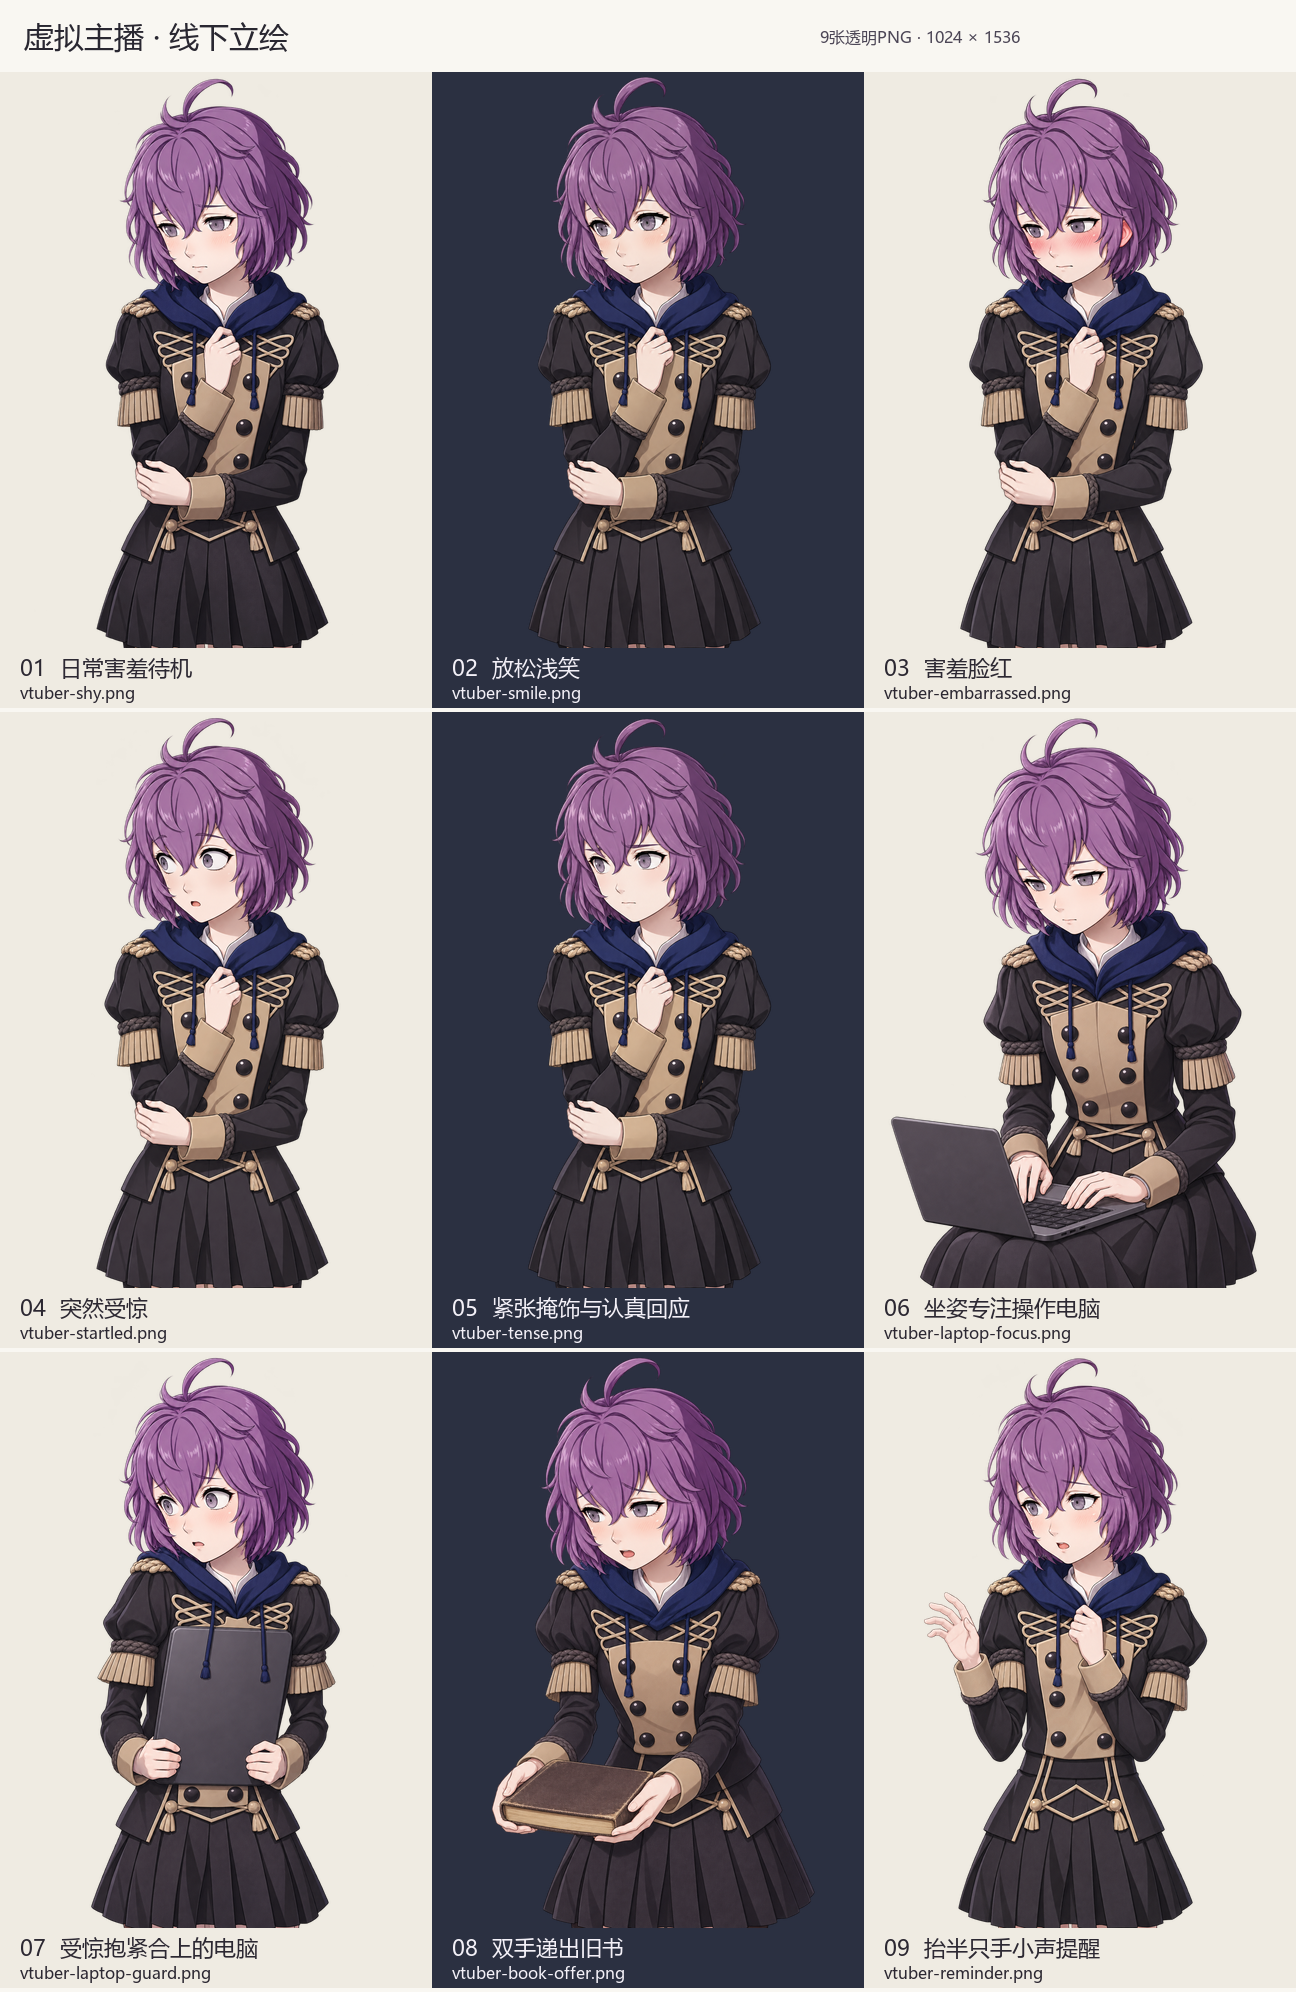 虚拟主播 · 线下立绘
9张透明PNG · 1024 × 1536
01 日常害羞待机
vtuber-shy.png
02 放松浅笑
vtuber-smile.png
03 害羞脸红
vtuber-embarrassed.png
04 突然受惊
vtuber-startled.png
05 紧张掩饰与认真回应
vtuber-tense.png
06 坐姿专注操作电脑
vtuber-laptop-focus.png
07 受惊抱紧合上的电脑
vtuber-laptop-guard.png
08 双手递出旧书
vtuber-book-offer.png
09 抬半只手小声提醒
vtuber-reminder.png